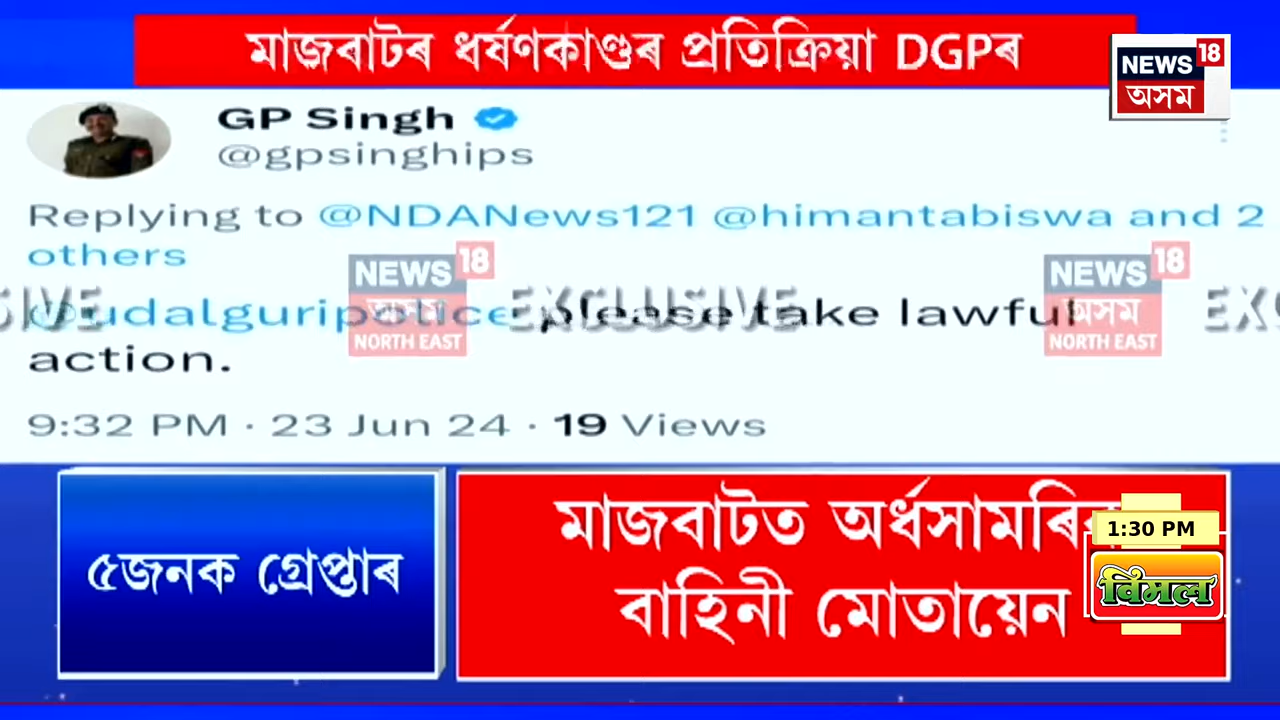 মাজবাটৰ ধৰ্ষণকাণ্ডৰ প্ৰতিক্ৰিয়া DGPৰ
NEWS 18
অসম
GP Singh
@gpsinghips
Replying to @NDANews121 @himantabiswa and 2
others
@udalguripolice please take lawful
action.
NEWS 18
অসম
NORTH EAST
EXCLUSIVE
NEWS 18
অসম
NORTH EAST
9:32 PM · 23 Jun 24 · 19 Views
৫জনক গ্ৰেপ্তাৰ
মাজবাটত অৰ্ধসামৰিক
বাহিনী মোতায়েন
1:30 PM
विमल